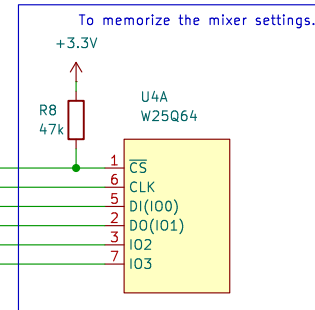 To memorize the mixer settings.
+3.3V
R8
47k
U4A
W25Q64
1 CS
6 CLK
5 DI(IO0)
2 DO(IO1)
3 IO2
7 IO3